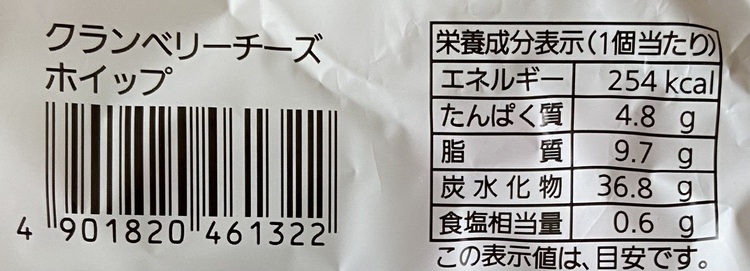 クランベリーチーズ
ホイップ
4 901820 461322
栄養成分表示(1個当たり)
エネルギー 254 kcal
たんぱく質 4.8 g
脂質 9.7 g
炭水化物 36.8 g
食塩相当量 0.6 g
この表示値は、目安です。